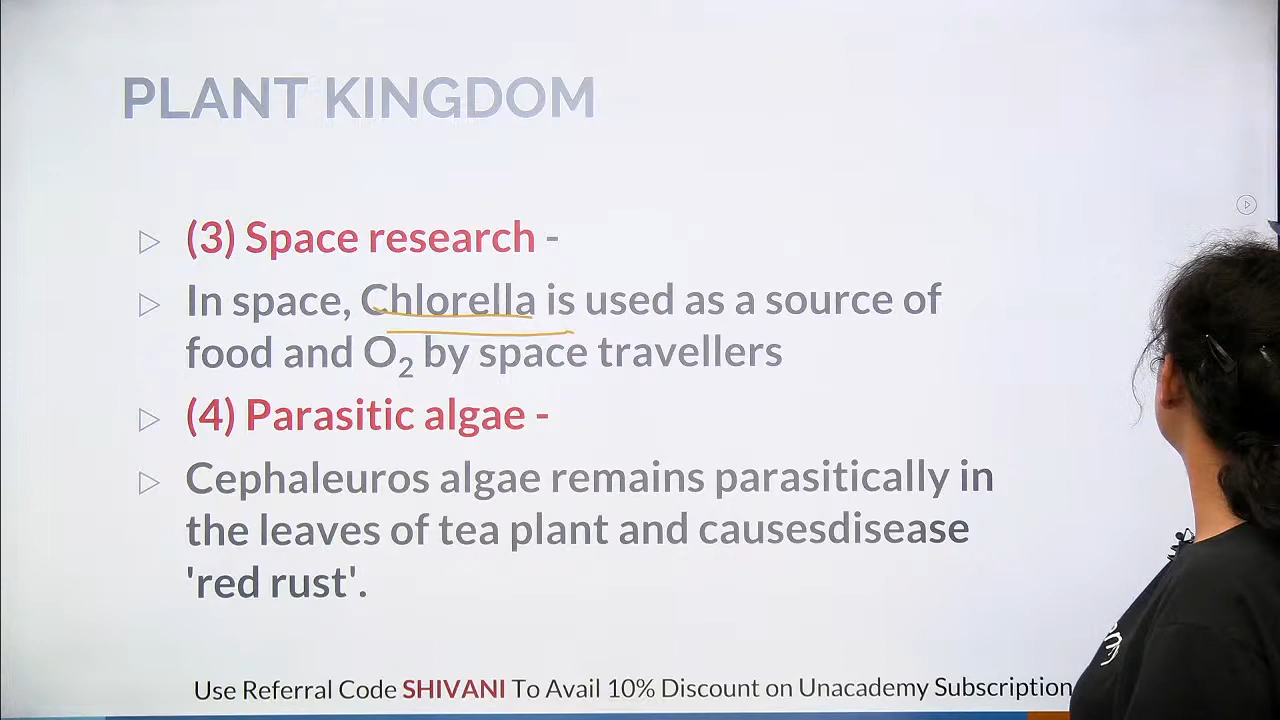 PLANT KINGDOM
(3) Space research -
In space, Chlorella is used as a source of
food and O₂ by space travellers
(4) Parasitic algae -
Cephaleuros algae remains parasitically in
the leaves of tea plant and causesdisease
'red rust'.
Use Referral Code SHIVANI To Avail 10% Discount on Unacademy Subscription